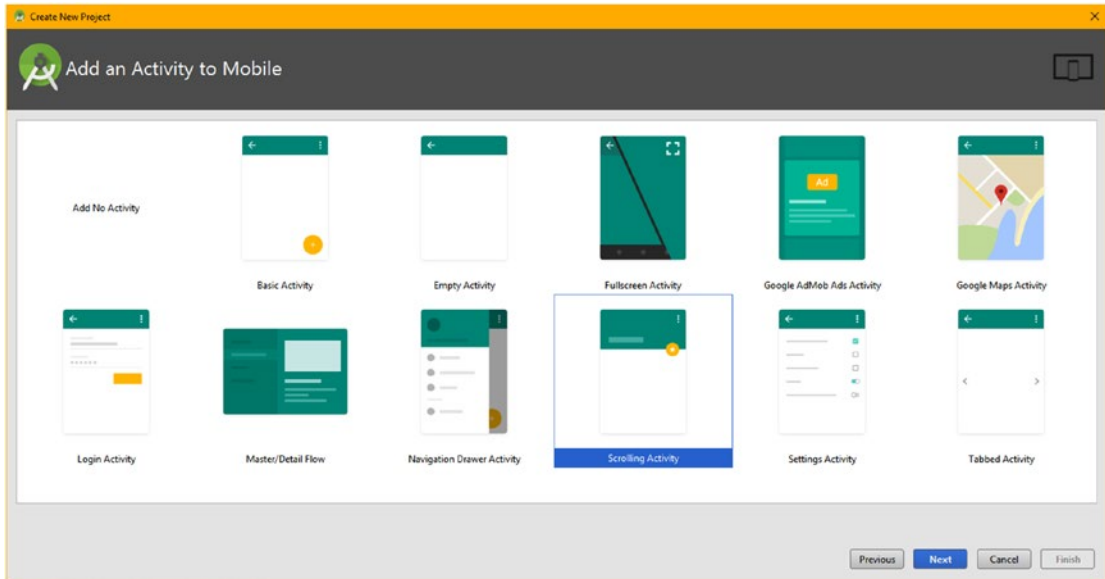 Create New Project
Add an Activity to Mobile
Add No Activity
Basic Activity
Empty Activity
Fullscreen Activity
Ad
Google AdMob Ads Activity
Google Maps Activity
Login Activity
Master/Detail Flow
Navigation Drawer Activity
Scrolling Activity
Settings Activity
Tabbed Activity
Previous
Next
Cancel
Finish